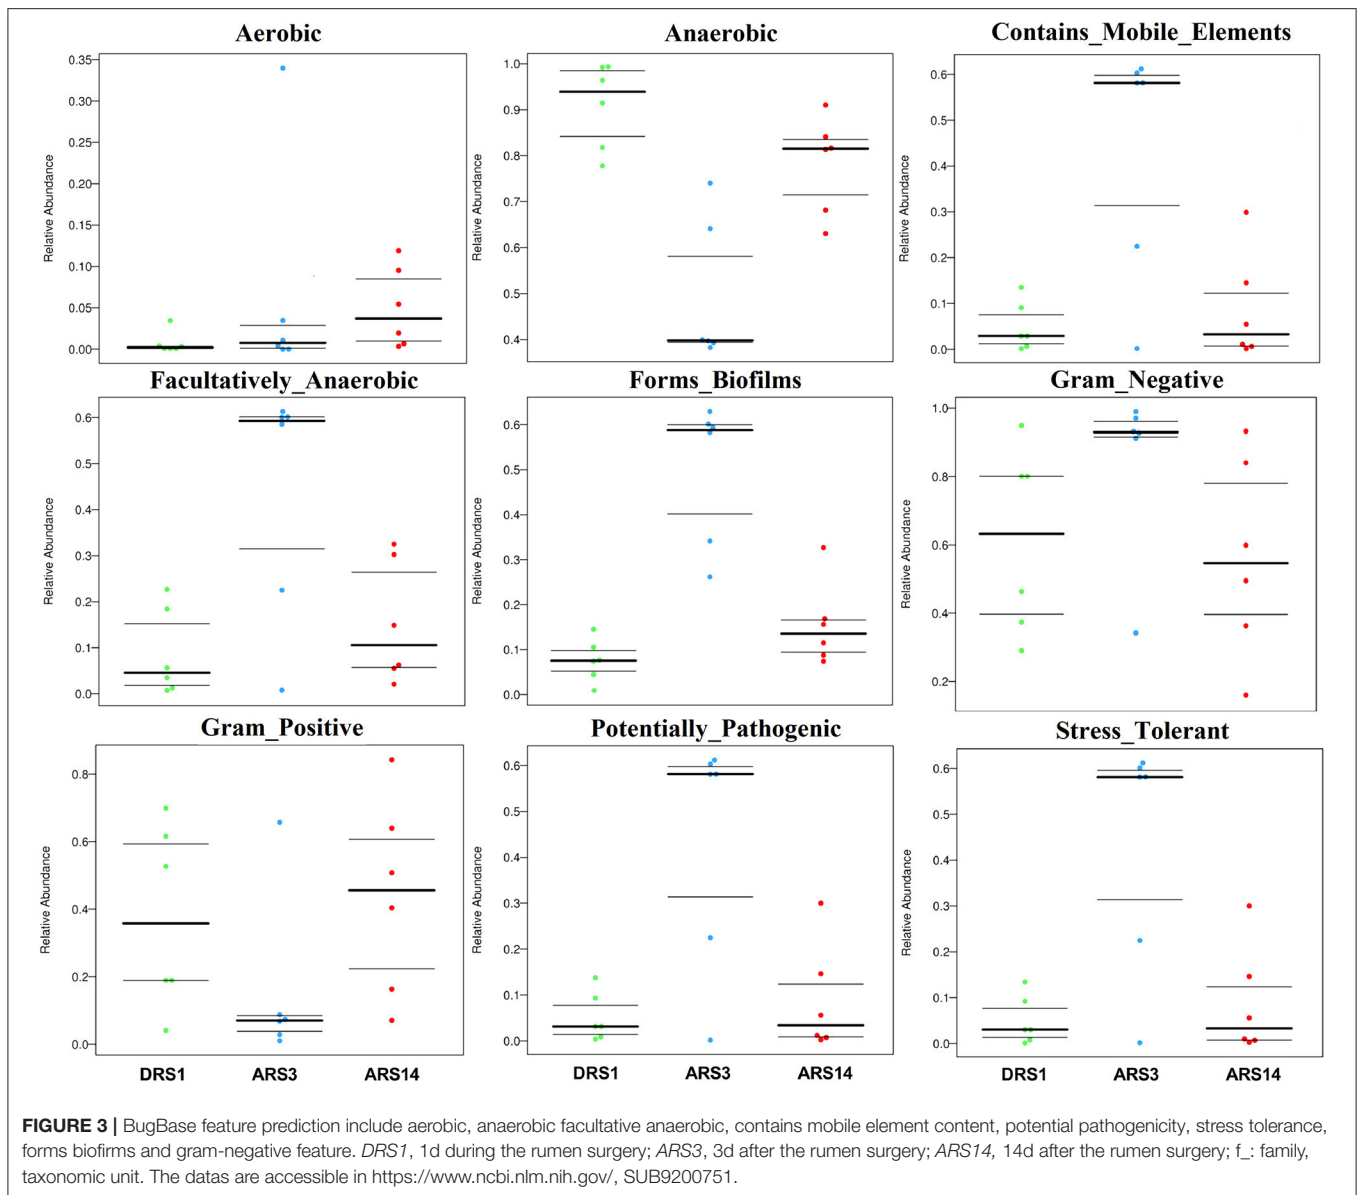 Aerobic
Relative Abundance
0.35
0.30
0.25
0.20
0.15
0.10
0.05
0.00
Anaerobic
Relative Abundance
1.0
0.9
0.8
0.7
0.6
0.5
0.4
Contains_Mobile_Elements
Relative Abundance
0.6
0.5
0.4
0.3
0.2
0.1
0.0
Facultatively_Anaerobic
Relative Abundance
0.6
0.5
0.4
0.3
0.2
0.1
0.0
Forms_Biofilms
Relative Abundance
0.6
0.5
0.4
0.3
0.2
0.1
0.0
Gram_Negative
Relative Abundance
1.0
0.8
0.6
0.4
0.2
Gram_Positive
Relative Abundance
0.8
0.6
0.4
0.2
0.0
DRS1 ARS3 ARS14
Potentially_Pathogenic
Relative Abundance
0.6
0.5
0.4
0.3
0.2
0.1
0.0
DRS1 ARS3 ARS14
Stress_Tolerant
Relative Abundance
0.6
0.5
0.4
0.3
0.2
0.1
0.0
DRS1 ARS3 ARS14
FIGURE 3 | BugBase feature prediction include aerobic, anaerobic facultative anaerobic, contains mobile element content, potential pathogenicity, stress tolerance,
forms biofirms and gram-negative feature. DRS1, 1d during the rumen surgery; ARS3, 3d after the rumen surgery; ARS14, 14d after the rumen surgery; f_: family,
taxonomic unit. The datas are accessible in https://www.ncbi.nlm.nih.gov/, SUB9200751.